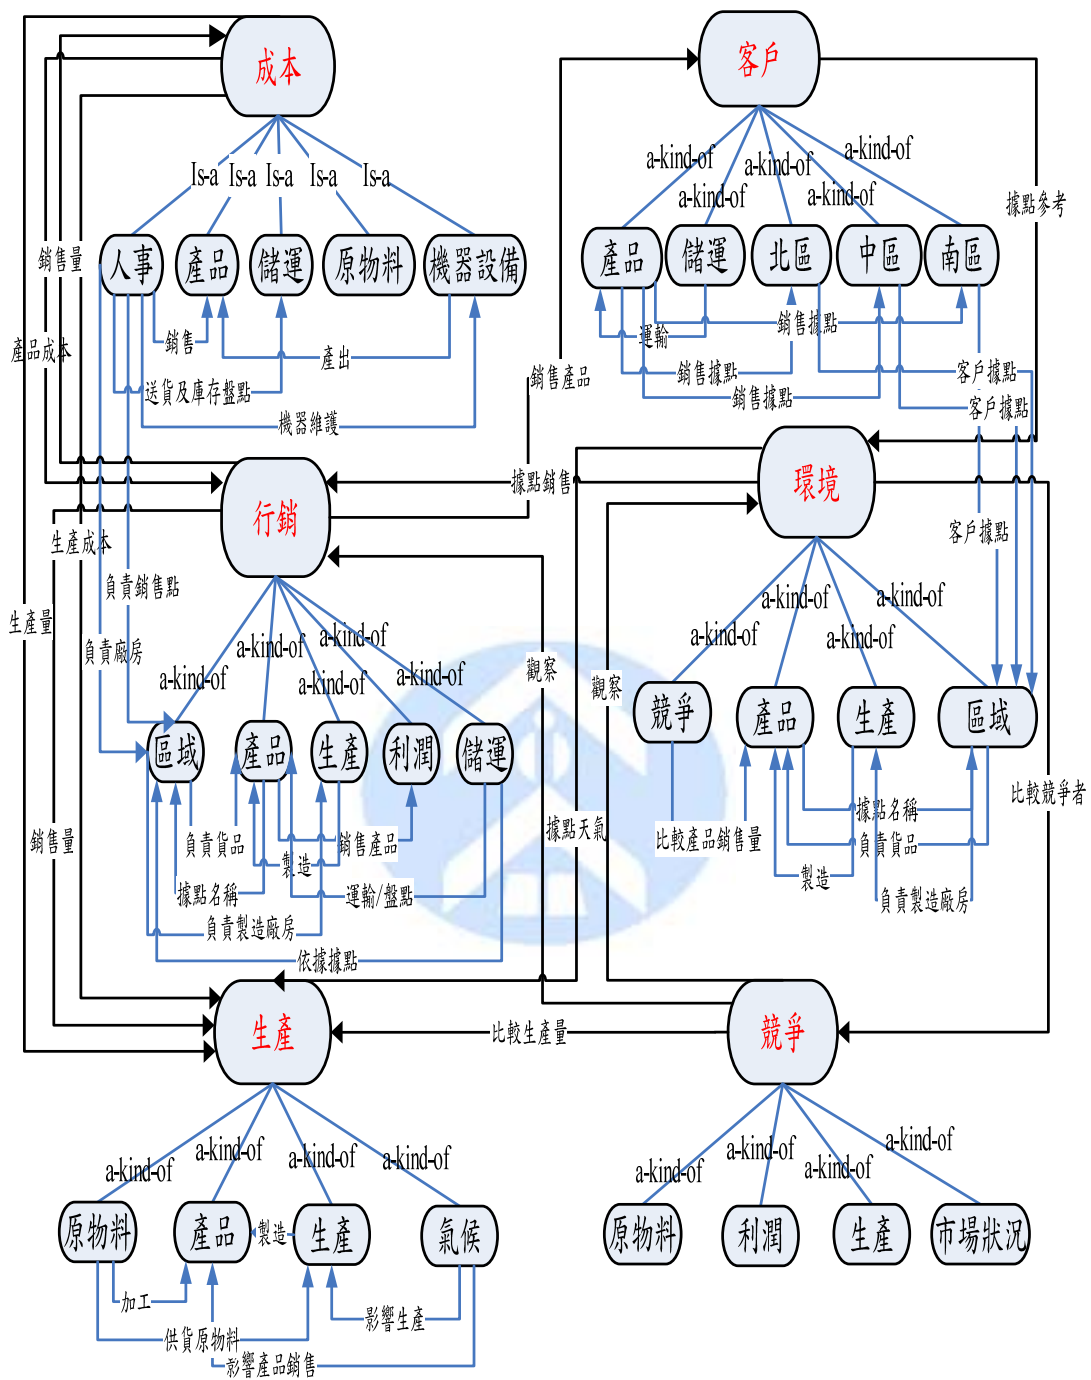 成本
客戶
Is-a
Is-a
Is-a
Is-a
Is-a
a-kind-of
a-kind-of
a-kind-of
a-kind-of
a-kind-of
據點參考
人事
產品
儲運
原物料
機器設備
產品
儲運
北區
中區
南區
銷售量
產品成本
銷售
產出
送貨及庫存盤點
機器維護
運輸
銷售據點
銷售據點
銷售據點
銷售產品
客戶據點
客戶據點
客戶據點
行銷
據點銷售
環境
生產成本
負責銷售點
生產量
負責廠房
a-kind-of
a-kind-of
a-kind-of
a-kind-of
a-kind-of
觀察
觀察
a-kind-of
a-kind-of
a-kind-of
a-kind-of
區域
產品
生產
利潤
儲運
競爭
產品
生產
區域
銷售量
負責貨品
製造
銷售產品
據點名稱
運輸/盤點
負責製造廠房
依據據點
據點天氣
比較產品銷售量
據點名稱
負責貨品
製造
負責製造廠房
比較競爭者
生產
比較生產量
競爭
a-kind-of
a-kind-of
a-kind-of
a-kind-of
a-kind-of
a-kind-of
a-kind-of
a-kind-of
原物料
產品
製造
生產
氣候
原物料
利潤
生產
市場狀況
加工
供貨原物料
影響生產
影響產品銷售